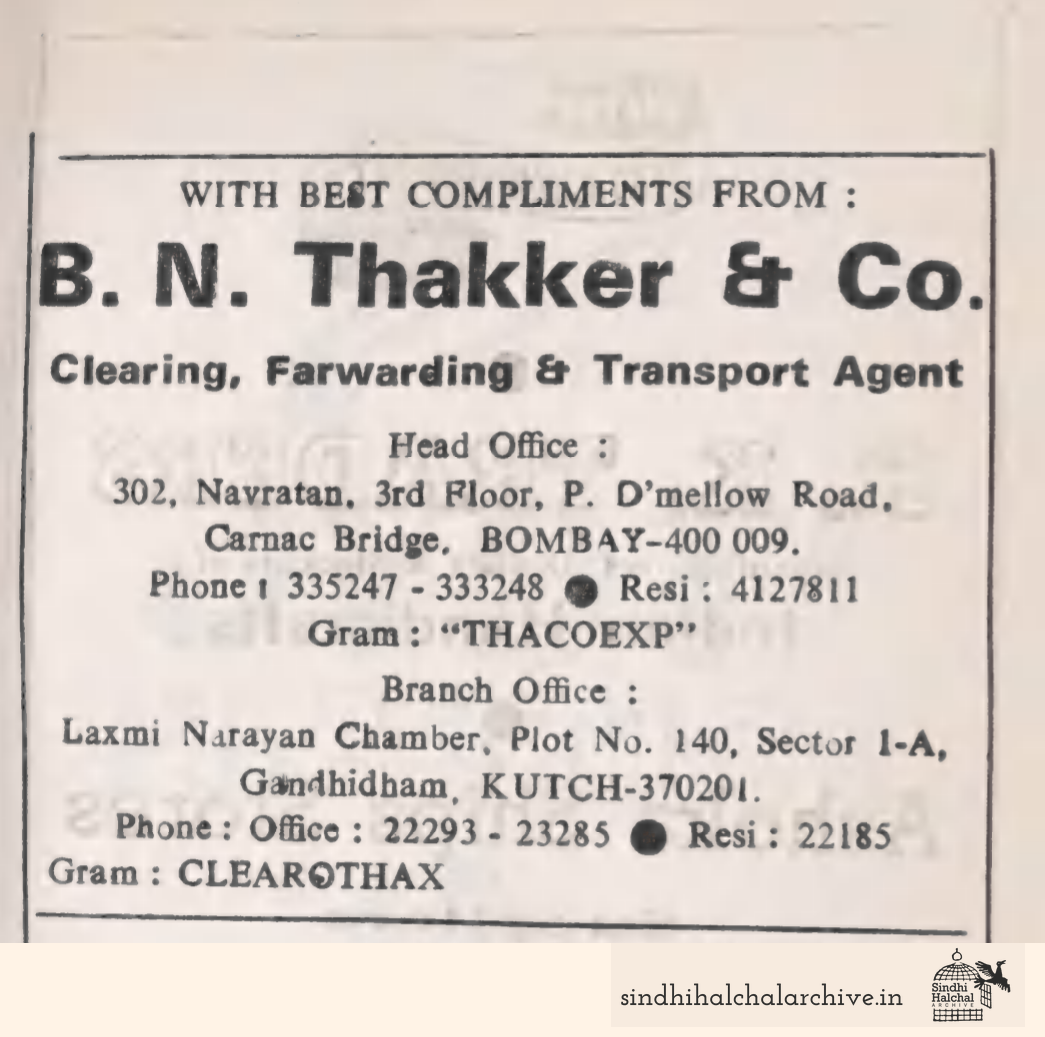 WITH BEST COMPLIMENTS FROM :
B. N. Thakker & Co.
Clearing, Farwarding & Transport Agent
Head Office :
302, Navratan, 3rd Floor, P. D'mellow Road,
Carnac Bridge, BOMBAY-400 009.
Phone : 335247 - 333248 ● Resi : 4127811
Gram : “THACOEXP”
Branch Office :
Laxmi Narayan Chamber, Plot No. 140, Sector 1-A,
Gandhidham, KUTCH-370201.
Phone : Office : 22293 - 23285 ● Resi : 22185
Gram : CLEAROTHAX
sindhihalchalarchive.in
Sindhi
Halchal
ARCHIVE